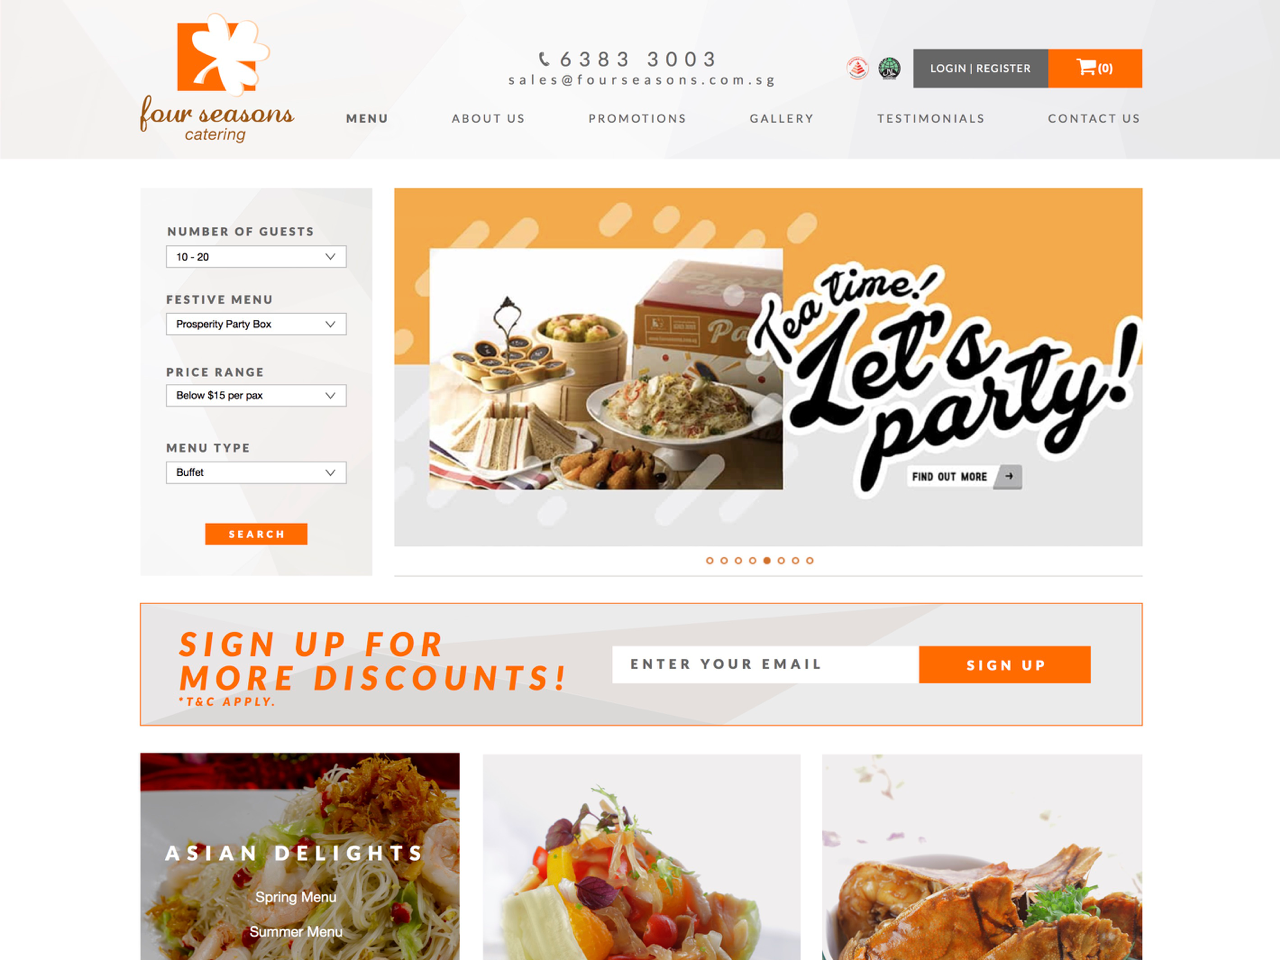 four seasons
catering
6383 3003
sales@fourseasons.com.sg
LOGIN | REGISTER
(0)
MENU
ABOUT US
PROMOTIONS
GALLERY
TESTIMONIALS
CONTACT US
NUMBER OF GUESTS
10 - 20
FESTIVE MENU
Prosperity Party Box
PRICE RANGE
Below $15 per pax
MENU TYPE
Buffet
SEARCH
Tea time!
Let's
party!
FIND OUT MORE
SIGN UP FOR
MORE DISCOUNTS!
*T&C APPLY.
ENTER YOUR EMAIL
SIGN UP
ASIAN DELIGHTS
Spring Menu
Summer Menu